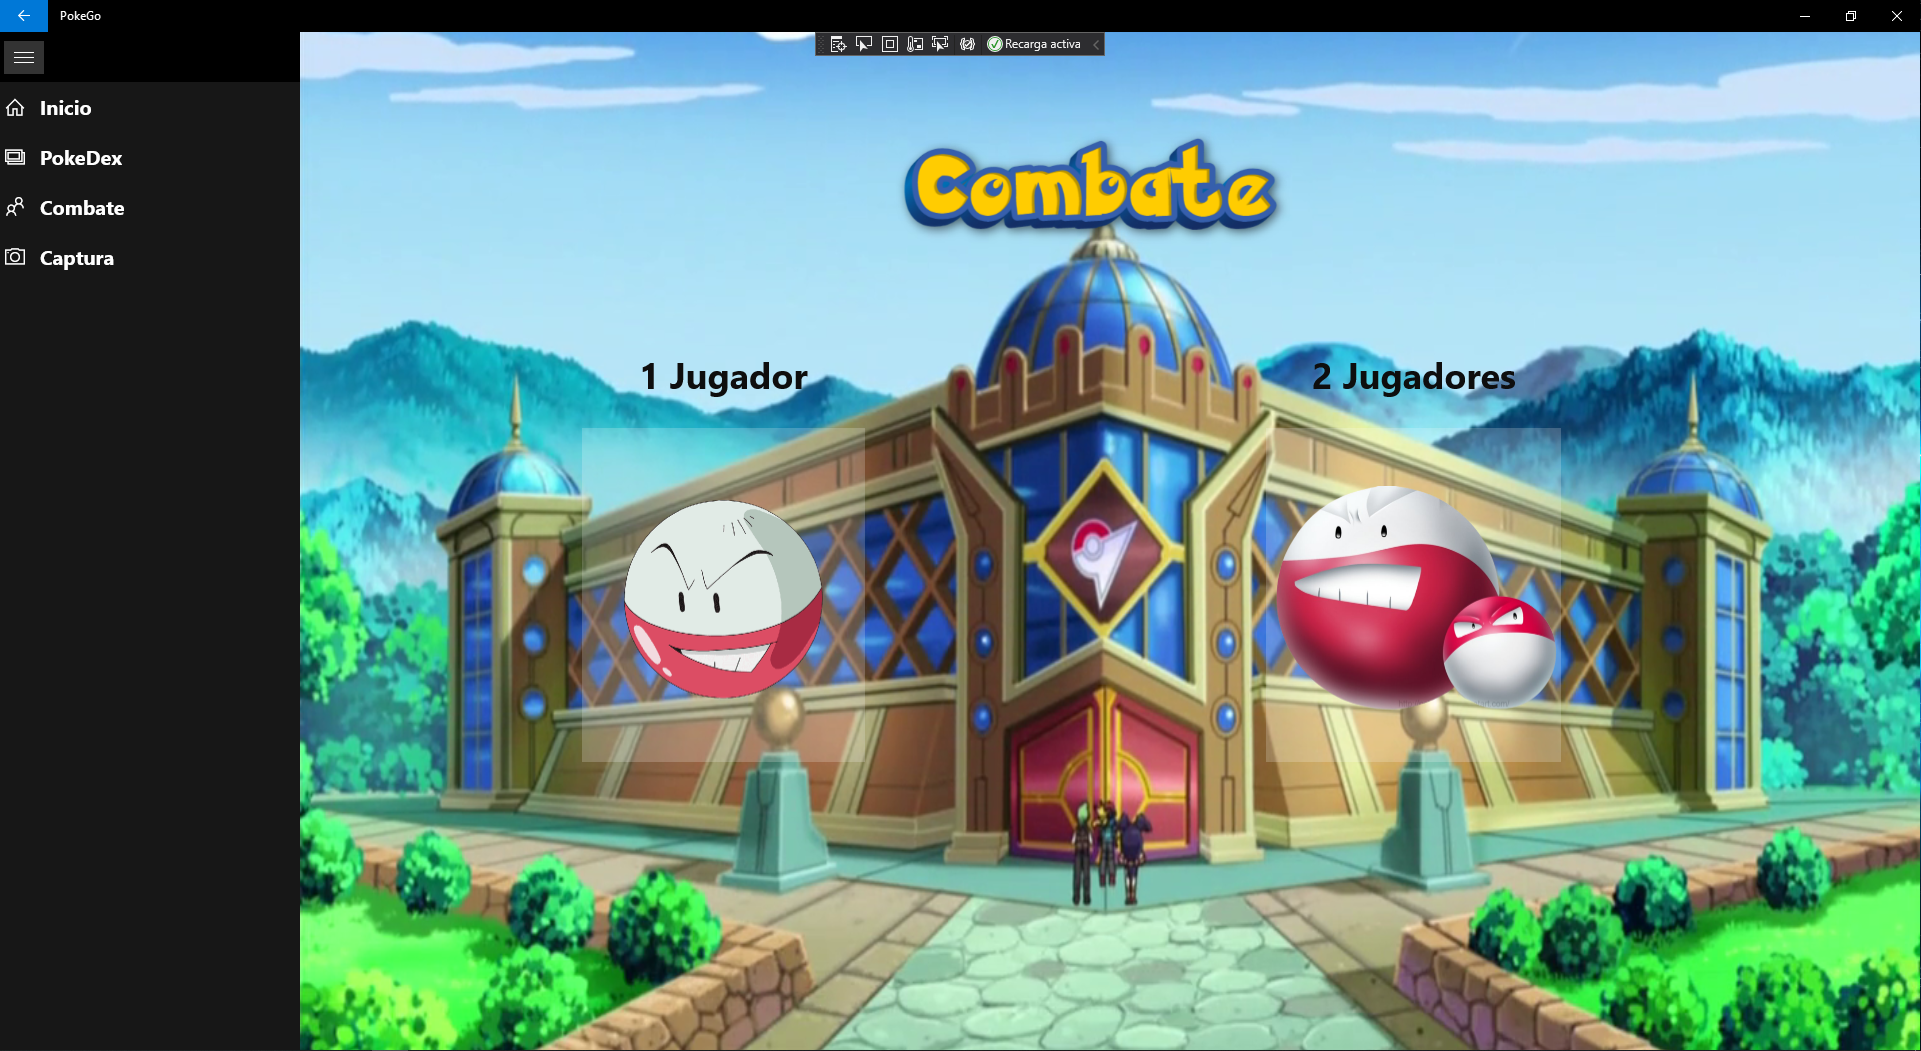 PokeGo
Recarga activa
Inicio
PokeDex
Combate
Captura
Combate
1 Jugador
2 Jugadores